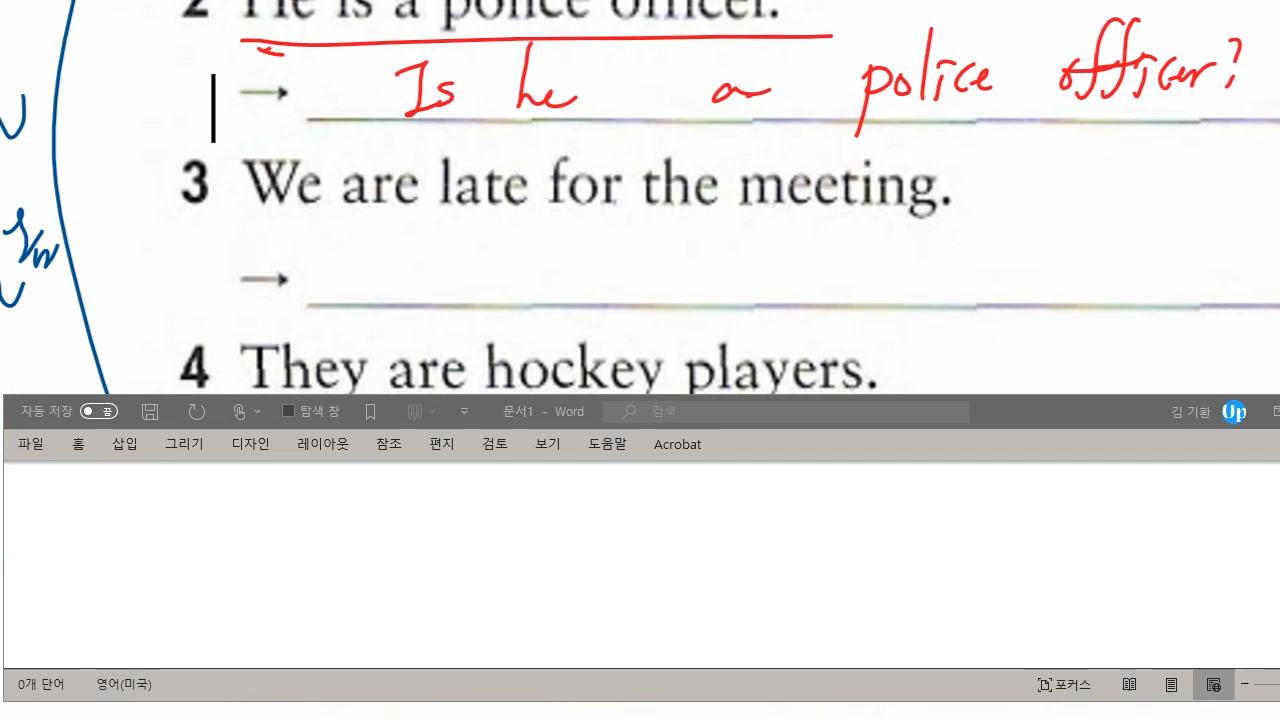 2 He is a police officer.
→ Is he a police officer?
3 We are late for the meeting.
→
4 They are hockey players.
자동 저장 끔 탐색 창 문서1 - Word 검색 김 기환 Up
파일 홈 삽입 그리기 디자인 레이아웃 참조 편지 검토 보기 도움말 Acrobat
0개 단어 영어(미국) 포커스